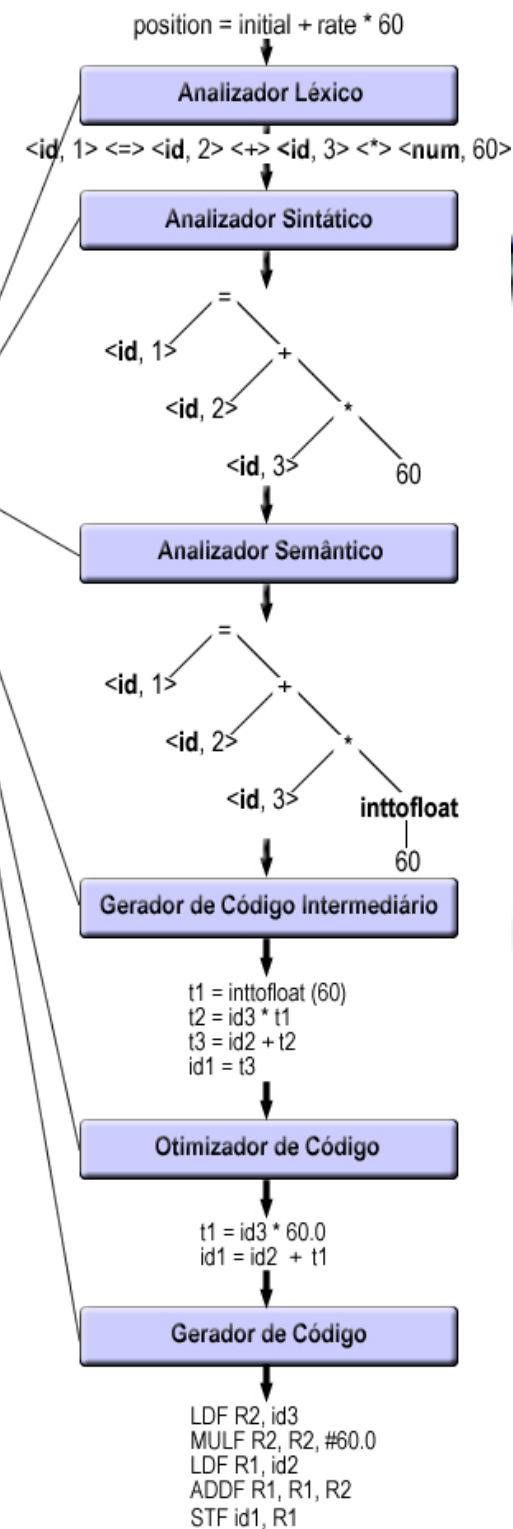 position = initial + rate * 60
Analizador Léxico
<id, 1> <=> <id, 2> <+> <id, 3> <*> <num, 60>
Analizador Sintático
=
<id, 1>
+
<id, 2>
*
<id, 3>
60
Analizador Semântico
=
<id, 1>
+
<id, 2>
*
<id, 3>
inttofloat
60
Gerador de Código Intermediário
t1 = inttofloat (60)
t2 = id3 * t1
t3 = id2 + t2
id1 = t3
Otimizador de Código
t1 = id3 * 60.0
id1 = id2 + t1
Gerador de Código
LDF R2, id3
MULF R2, R2, #60.0
LDF R1, id2
ADDF R1, R1, R2
STF id1, R1